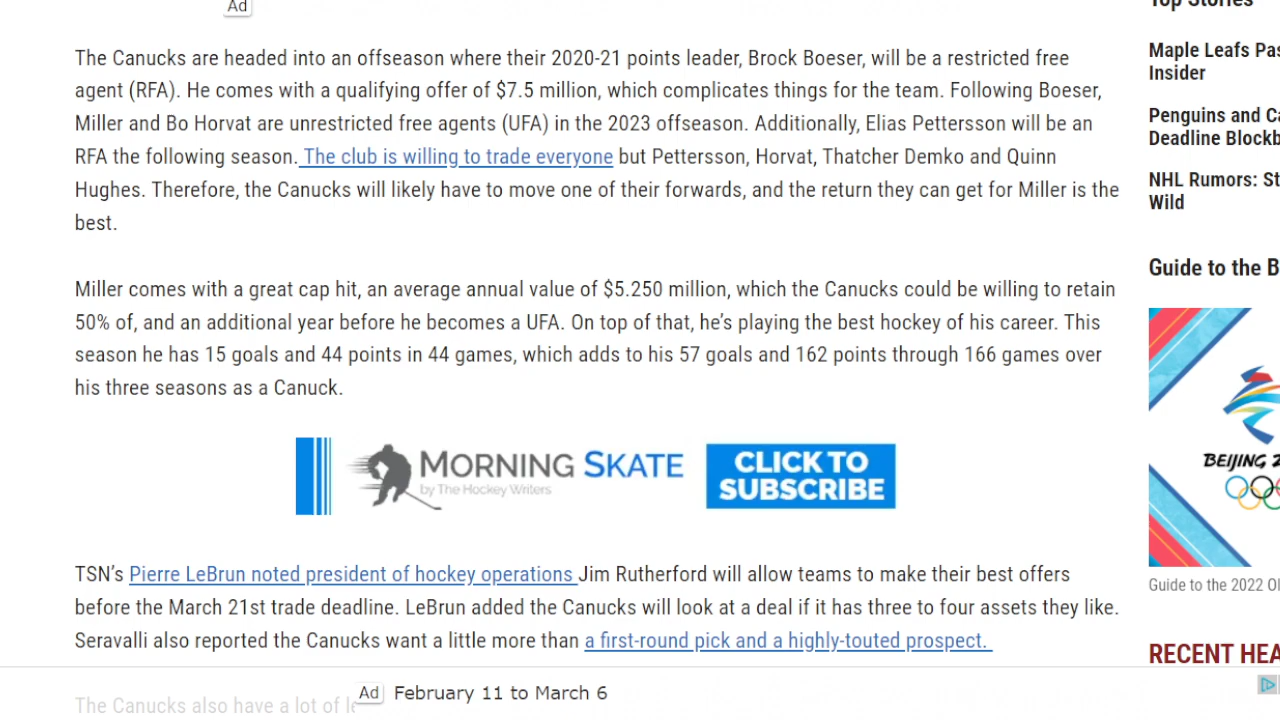 Ad
The Canucks are headed into an offseason where their 2020-21 points leader, Brock Boeser, will be a restricted free
agent (RFA). He comes with a qualifying offer of $7.5 million, which complicates things for the team. Following Boeser,
Miller and Bo Horvat are unrestricted free agents (UFA) in the 2023 offseason. Additionally, Elias Pettersson will be an
RFA the following season. The club is willing to trade everyone but Pettersson, Horvat, Thatcher Demko and Quinn
Hughes. Therefore, the Canucks will likely have to move one of their forwards, and the return they can get for Miller is the
best.
Miller comes with a great cap hit, an average annual value of $5.250 million, which the Canucks could be willing to retain
50% of, and an additional year before he becomes a UFA. On top of that, he's playing the best hockey of his career. This
season he has 15 goals and 44 points in 44 games, which adds to his 57 goals and 162 points through 166 games over
his three seasons as a Canuck.
MORNING SKATE
by The Hockey Writers
CLICK TO
SUBSCRIBE
TSN's Pierre LeBrun noted president of hockey operations Jim Rutherford will allow teams to make their best offers
before the March 21st trade deadline. LeBrun added the Canucks will look at a deal if it has three to four assets they like.
Seravalli also reported the Canucks want a little more than a first-round pick and a highly-touted prospect.
The Canucks also have a lot of
Ad February 11 to March 6
Top Stories
Maple Leafs
Insider
Penguins and
Deadline
NHL Rumors:
Wild
Guide to the
BEIJING
Guide to the 2022
RECENT